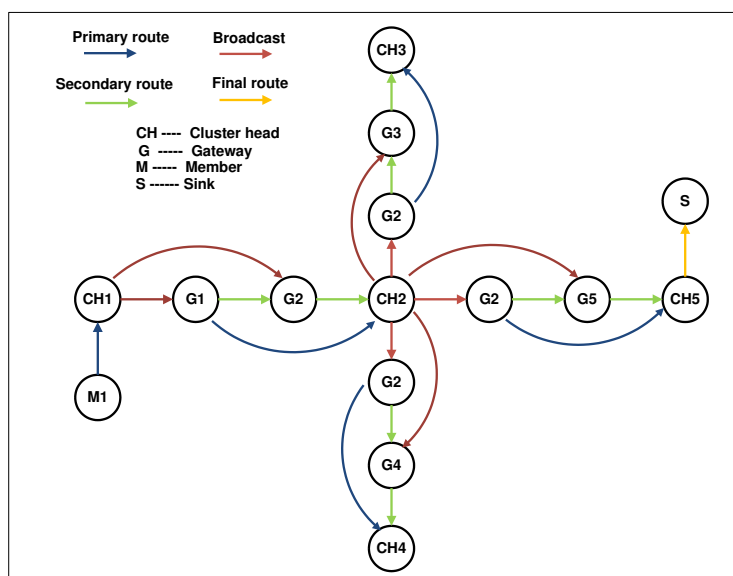 Primary route
Broadcast
Secondary route
Final route
CH ---- Cluster head
G ----- Gateway
M ----- Member
S ------ Sink
CH3
G3
G2
S
CH1
G1
G2
CH2
G2
G5
CH5
M1
G2
G4
CH4